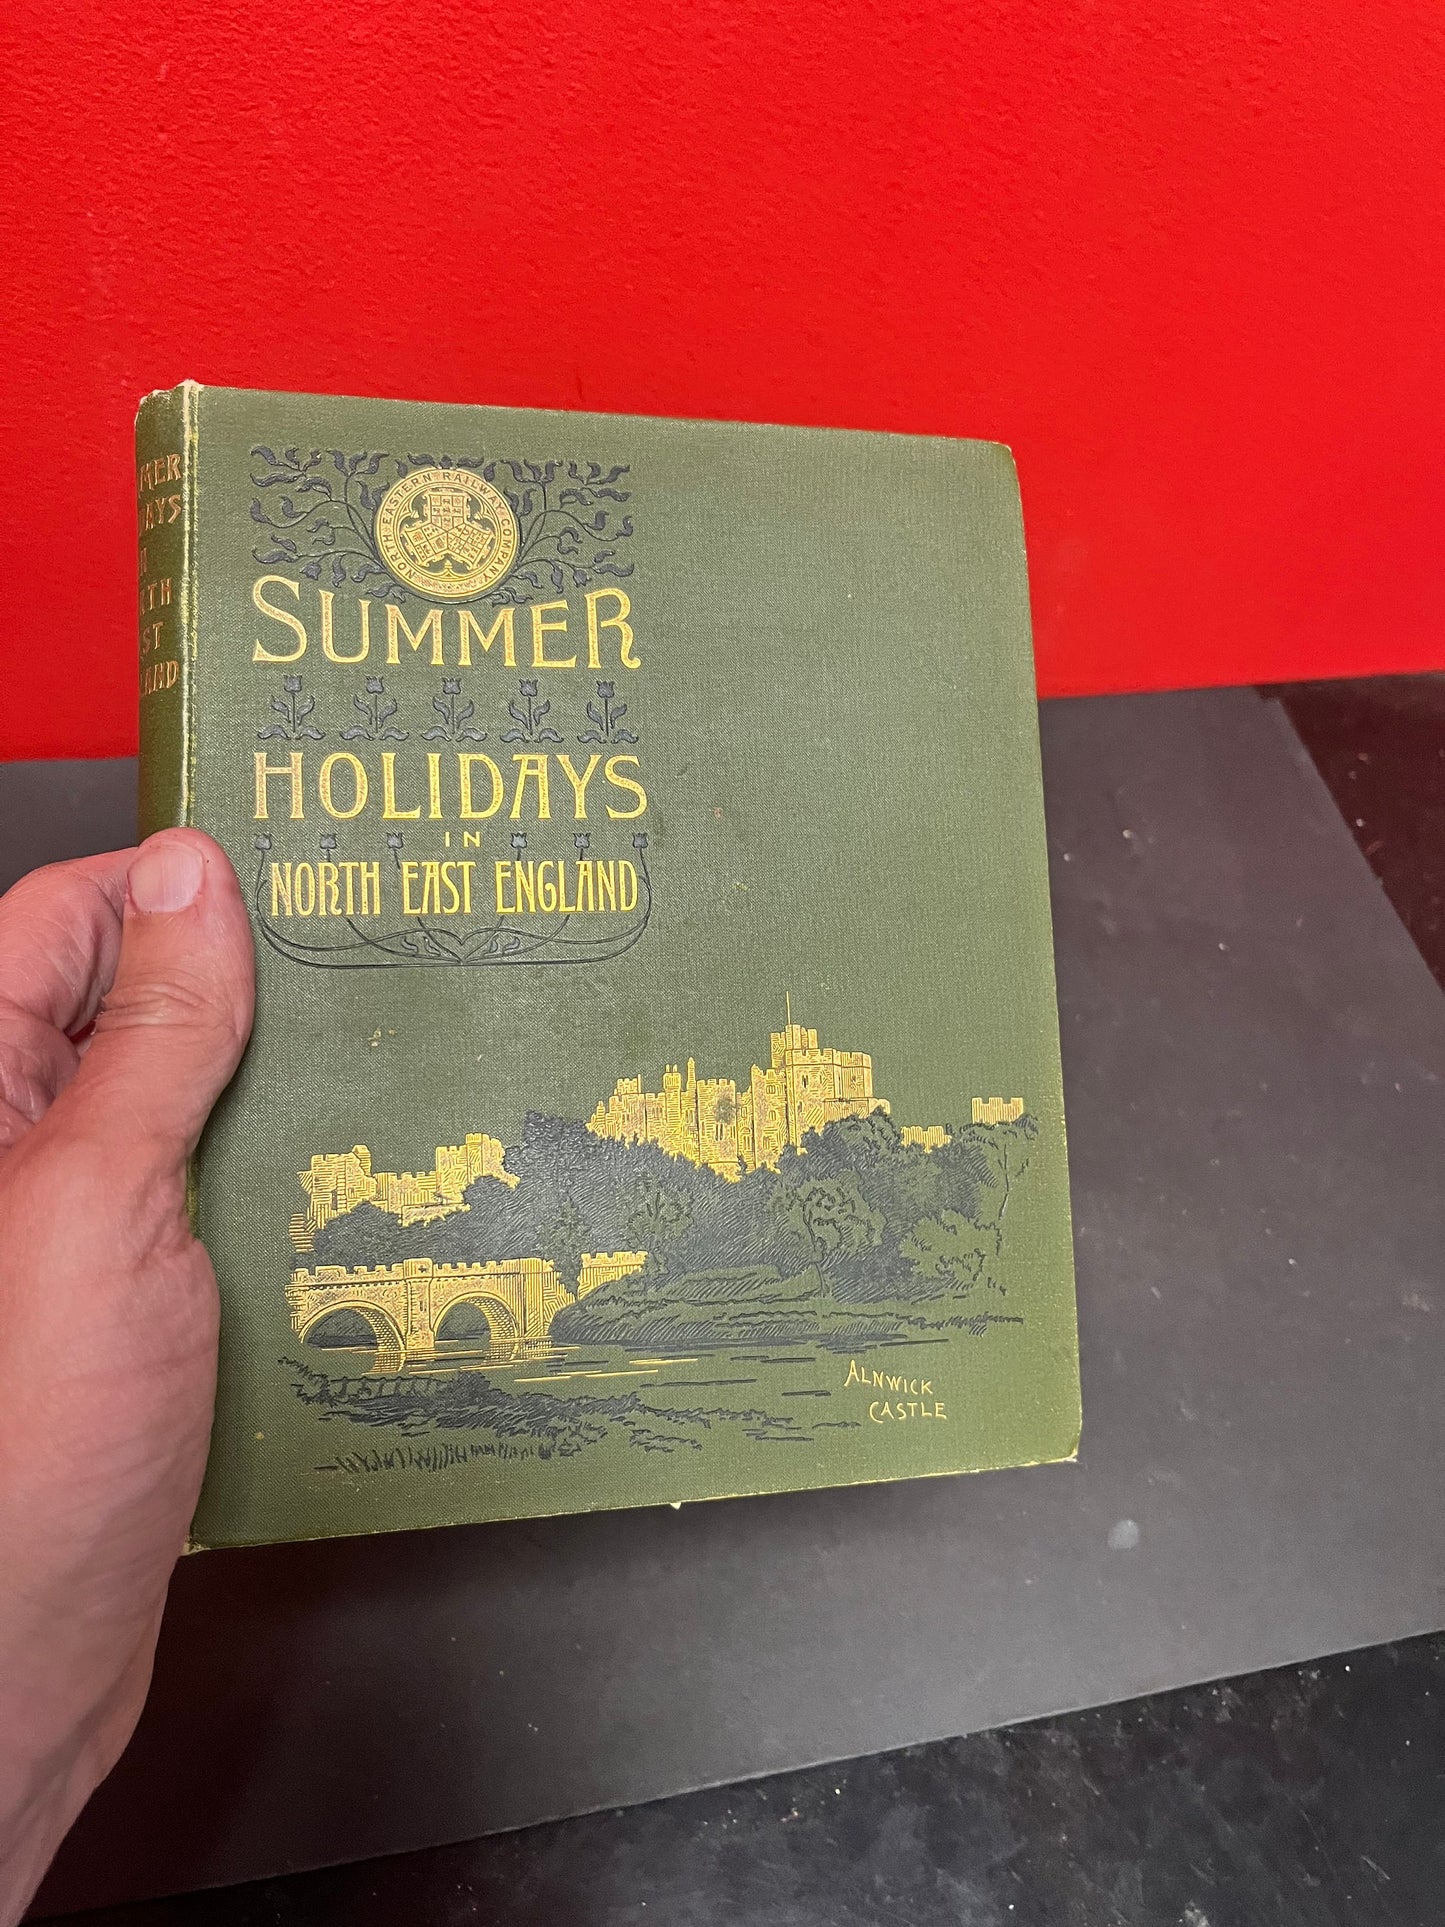 NORTH EASTERN RAILWAY COMPANY
SUMMER
HOLIDAYS
IN
NORTH EAST ENGLAND
ALNWICK
CASTLE